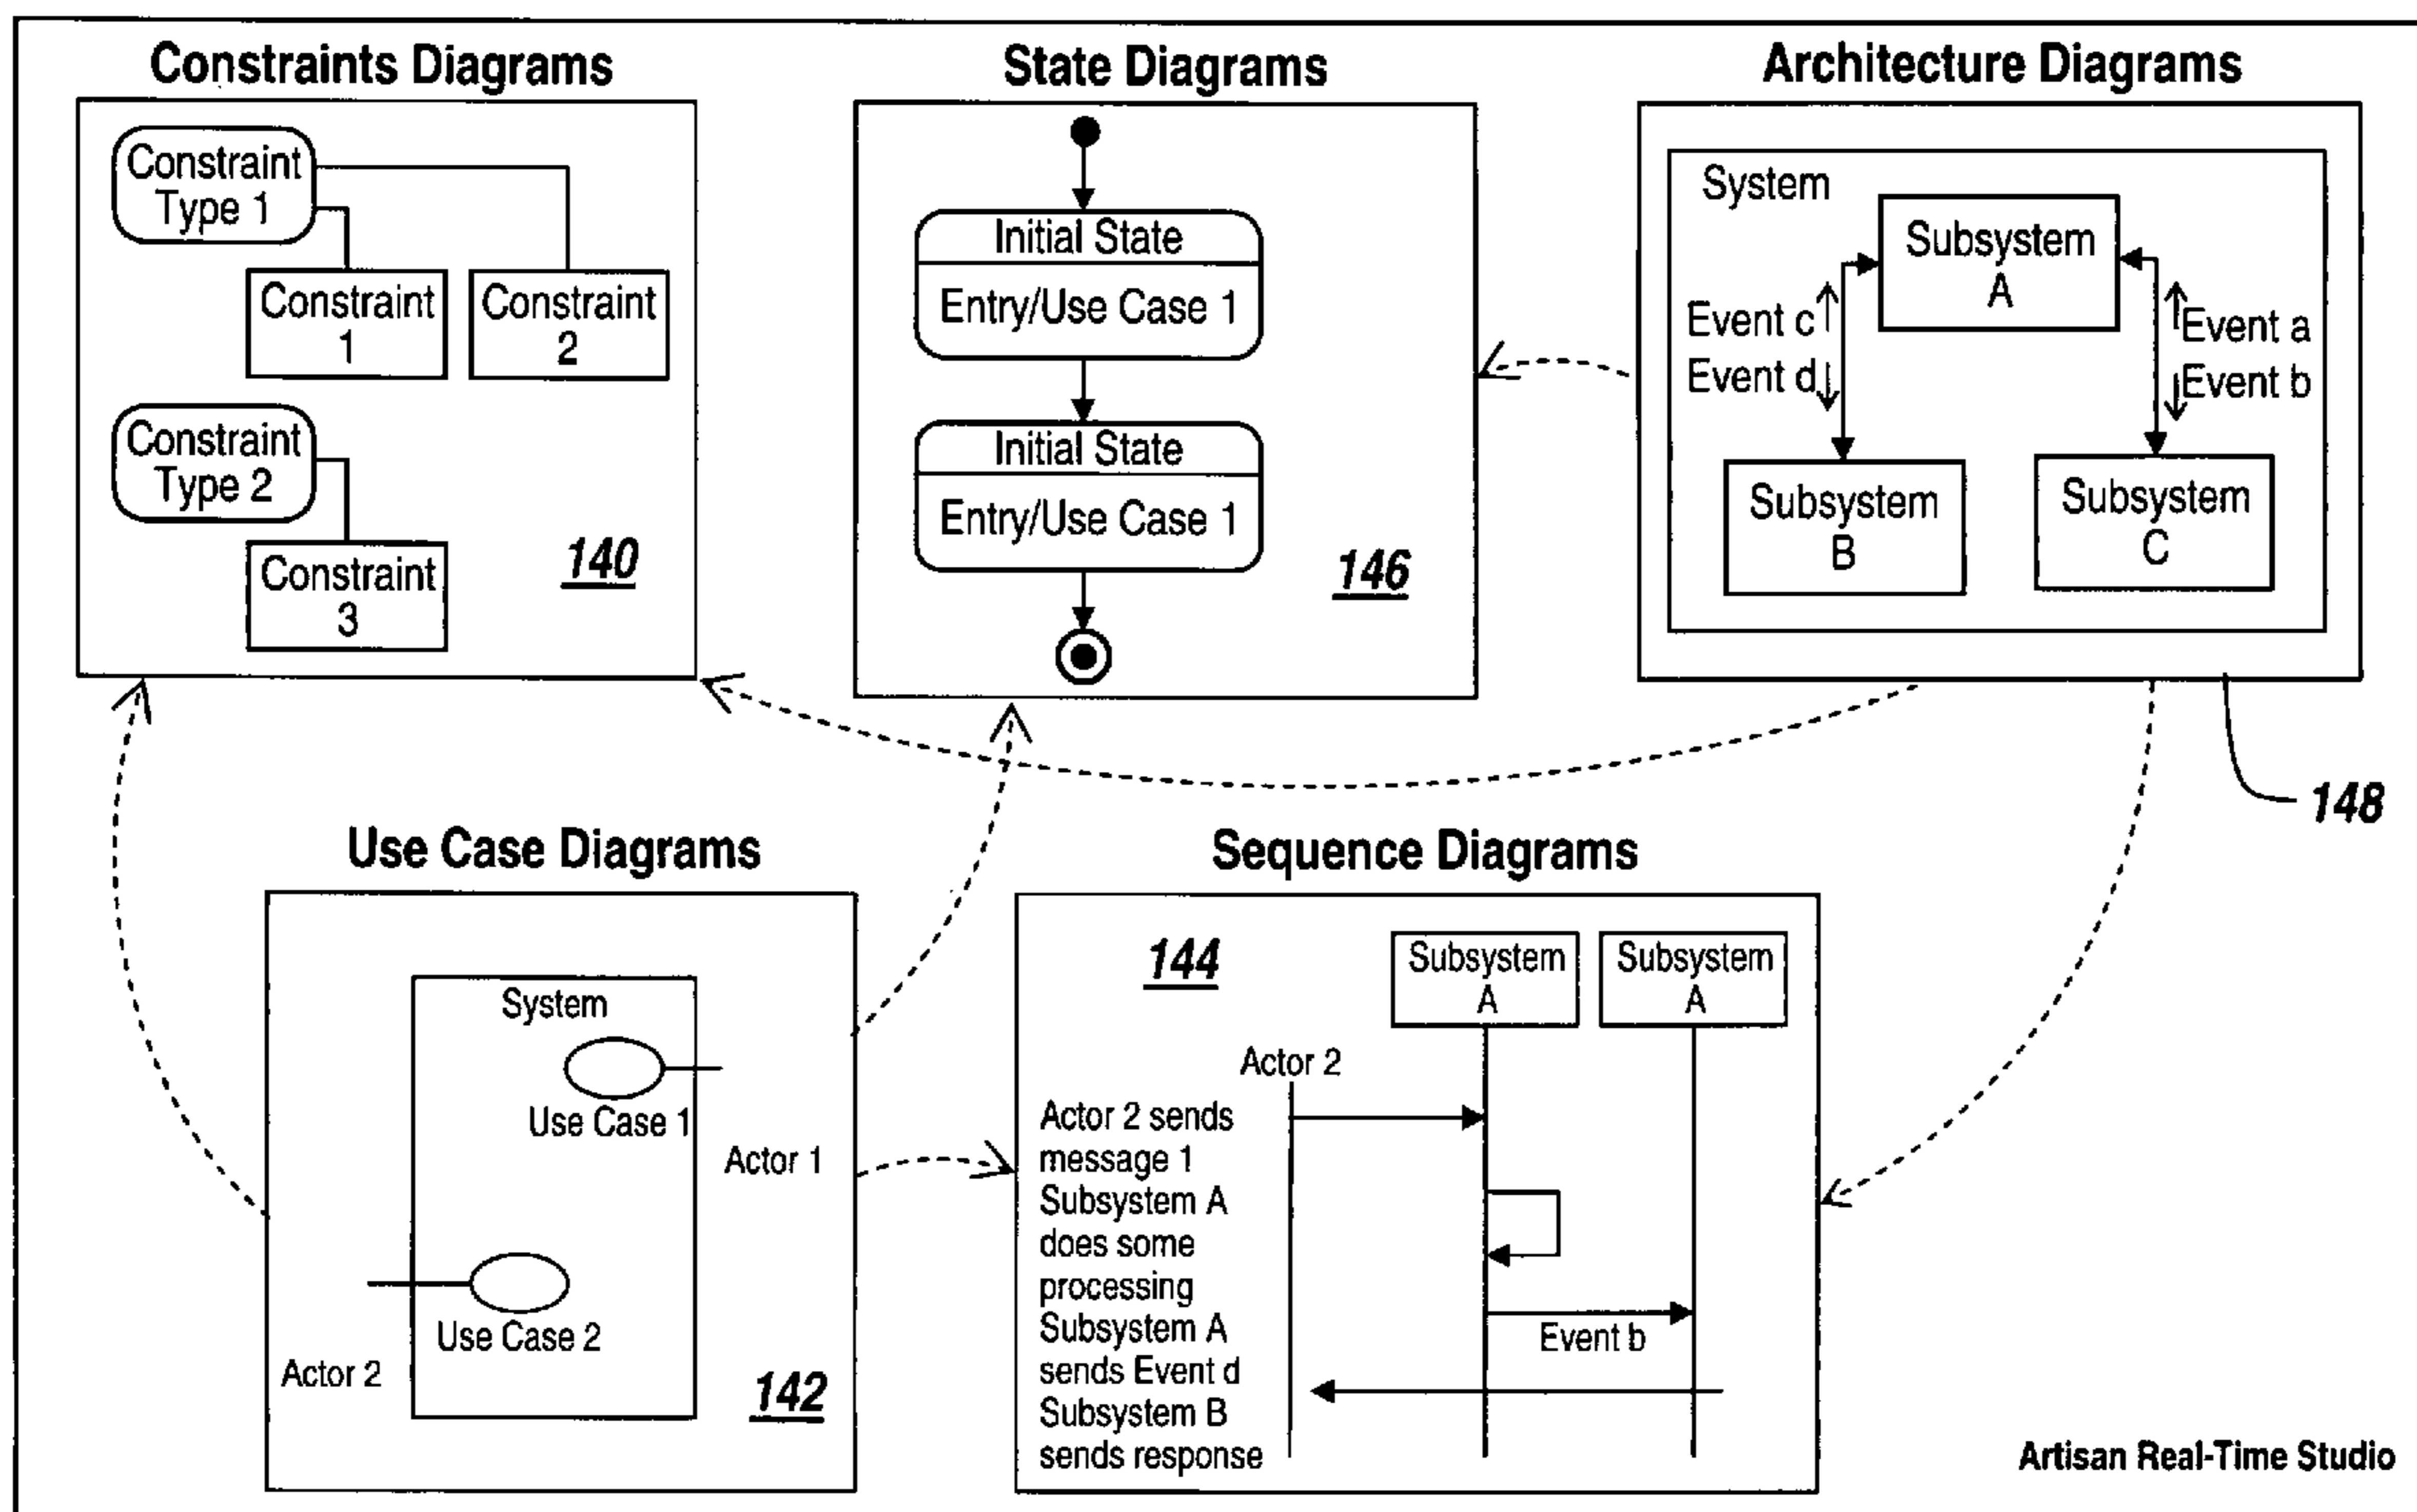 Constraints Diagrams
Constraint
Type 1
Constraint
1
Constraint
2
Constraint
Type 2
Constraint
3
140
State Diagrams
Initial State
Entry/Use Case 1
Initial State
Entry/Use Case 1
146
Architecture Diagrams
System
Subsystem
A
Event c
Event d
Event a
Event b
Subsystem
B
Subsystem
C
148
Use Case Diagrams
System
Use Case 1
Actor 1
Use Case 2
Actor 2
142
Sequence Diagrams
144
Subsystem
A
Subsystem
A
Actor 2
Actor 2 sends
message 1
Subsystem A
does some
processing
Subsystem A
sends Event d
Subsystem B
sends response
Event b
Artisan Real-Time Studio